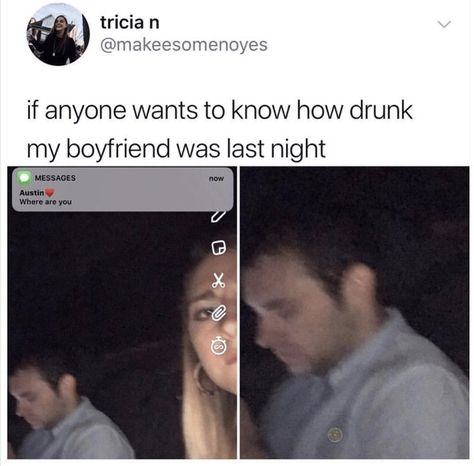 tricia n
@makeesomenoyes
if anyone wants to know how drunk
my boyfriend was last night
MESSAGES now
Austin❤️
Where are you